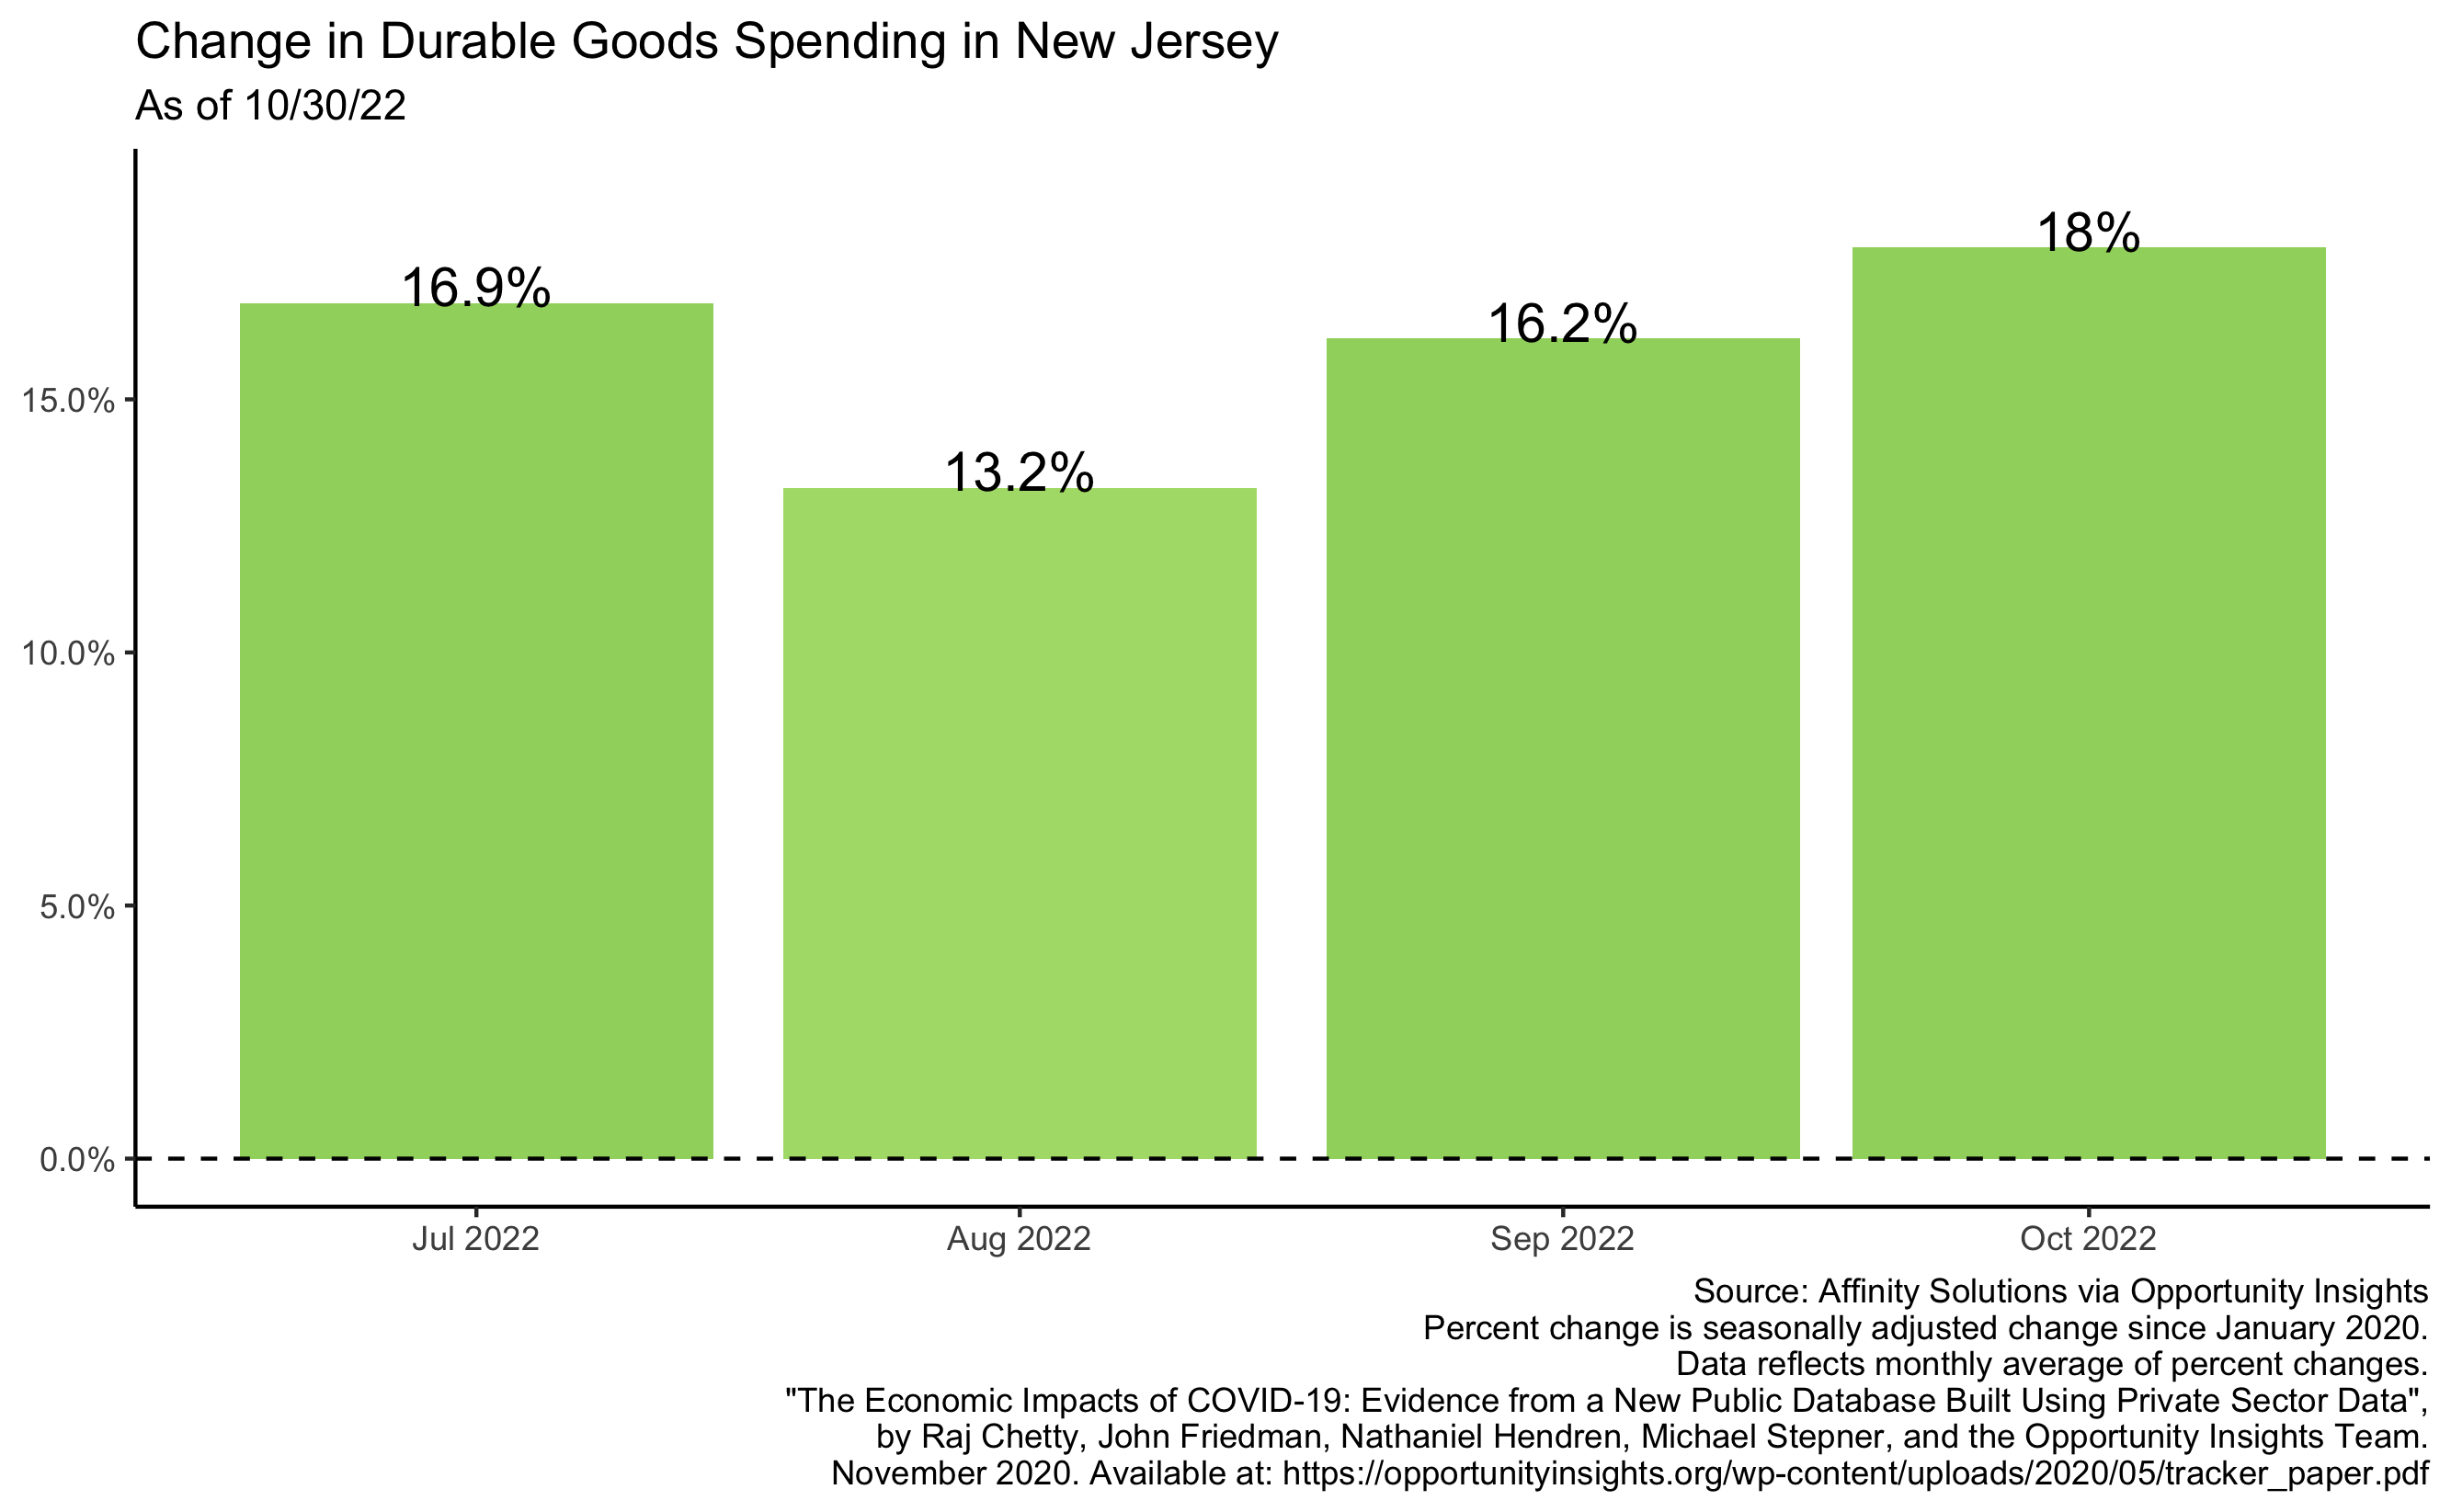 Change in Durable Goods Spending in New Jersey
As of 10/30/22
16.9%
13.2%
16.2%
18%
15.0%
10.0%
5.0%
0.0%
Jul 2022
Aug 2022
Sep 2022
Oct 2022
Source: Affinity Solutions via Opportunity Insights
Percent change is seasonally adjusted change since January 2020.
Data reflects monthly average of percent changes.
"The Economic Impacts of COVID-19: Evidence from a New Public Database Built Using Private Sector Data",
by Raj Chetty, John Friedman, Nathaniel Hendren, Michael Stepner, and the Opportunity Insights Team.
November 2020. Available at: https://opportunityinsights.org/wp-content/uploads/2020/05/tracker_paper.pdf